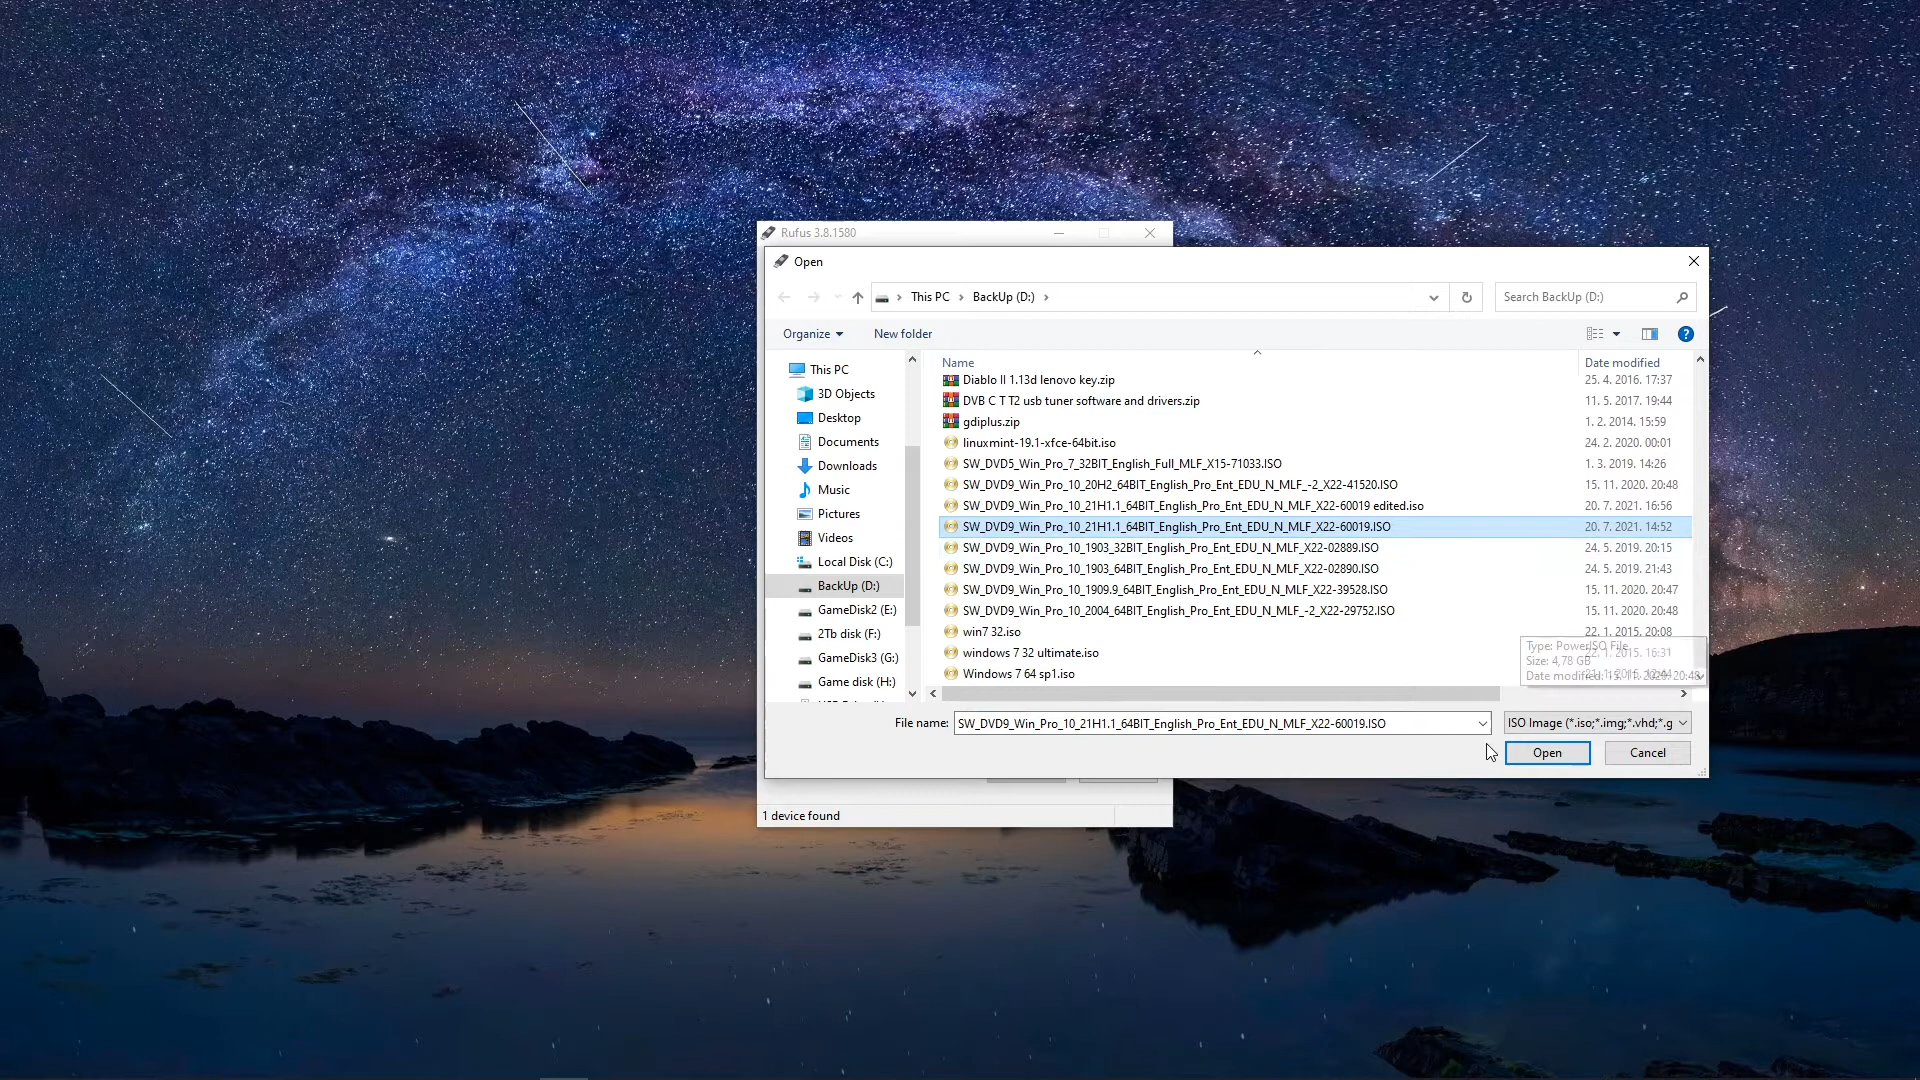 Rufus 3.8.1580
Open
This PC
BackUp (D:)
Search BackUp (D:)
Organize
New folder
Name
Date modified
This PC
3D Objects
Desktop
Documents
Downloads
Music
Pictures
Videos
Local Disk (C:)
BackUp (D:)
GameDisk2 (E:)
2Tb disk (F:)
GameDisk3 (G:)
Game disk (H:)
Diablo II 1.13d lenovo key.zip 25. 4. 2016. 17:37
DVB C T T2 usb tuner software and drivers.zip 11. 5. 2017. 19:44
gdiplus.zip 1. 2. 2014. 15:59
linuxmint-19.1-xfce-64bit.iso 24. 2. 2020. 00:01
SW_DVD5_Win_Pro_7_32BIT_English_Full_MLF_X15-71033.ISO 1. 3. 2019. 14:26
SW_DVD9_Win_Pro_10_20H2_64BIT_English_Pro_Ent_EDU_N_MLF_-2_X22-41520.ISO 15. 11. 2020. 20:48
SW_DVD9_Win_Pro_10_21H1.1_64BIT_English_Pro_Ent_EDU_N_MLF_X22-60019 edited.iso 20. 7. 2021. 16:56
SW_DVD9_Win_Pro_10_21H1.1_64BIT_English_Pro_Ent_EDU_N_MLF_X22-60019.ISO 20. 7. 2021. 14:52
SW_DVD9_Win_Pro_10_1903_32BIT_English_Pro_Ent_EDU_N_MLF_X22-02889.ISO 24. 5. 2019. 20:15
SW_DVD9_Win_Pro_10_1903_64BIT_English_Pro_Ent_EDU_N_MLF_X22-02890.ISO 24. 5. 2019. 21:43
SW_DVD9_Win_Pro_10_1909.9_64BIT_English_Pro_Ent_EDU_N_MLF_X22-39528.ISO 15. 11. 2020. 20:47
SW_DVD9_Win_Pro_10_2004_64BIT_English_Pro_Ent_EDU_N_MLF_-2_X22-29752.ISO 15. 11. 2020. 20:48
win7 32.iso 22. 1. 2015. 20:08
windows 7 32 ultimate.iso 22. 1. 2015. 16:31
Windows 7 64 sp1.iso
Type: PowerISO File
Size: 4,78 GB
Date modified: 15. 11. 2020. 20:48
File name: SW_DVD9_Win_Pro_10_21H1.1_64BIT_English_Pro_Ent_EDU_N_MLF_X22-60019.ISO
ISO Image (*.iso;*.img;*.vhd;*.g
Open
Cancel
1 device found